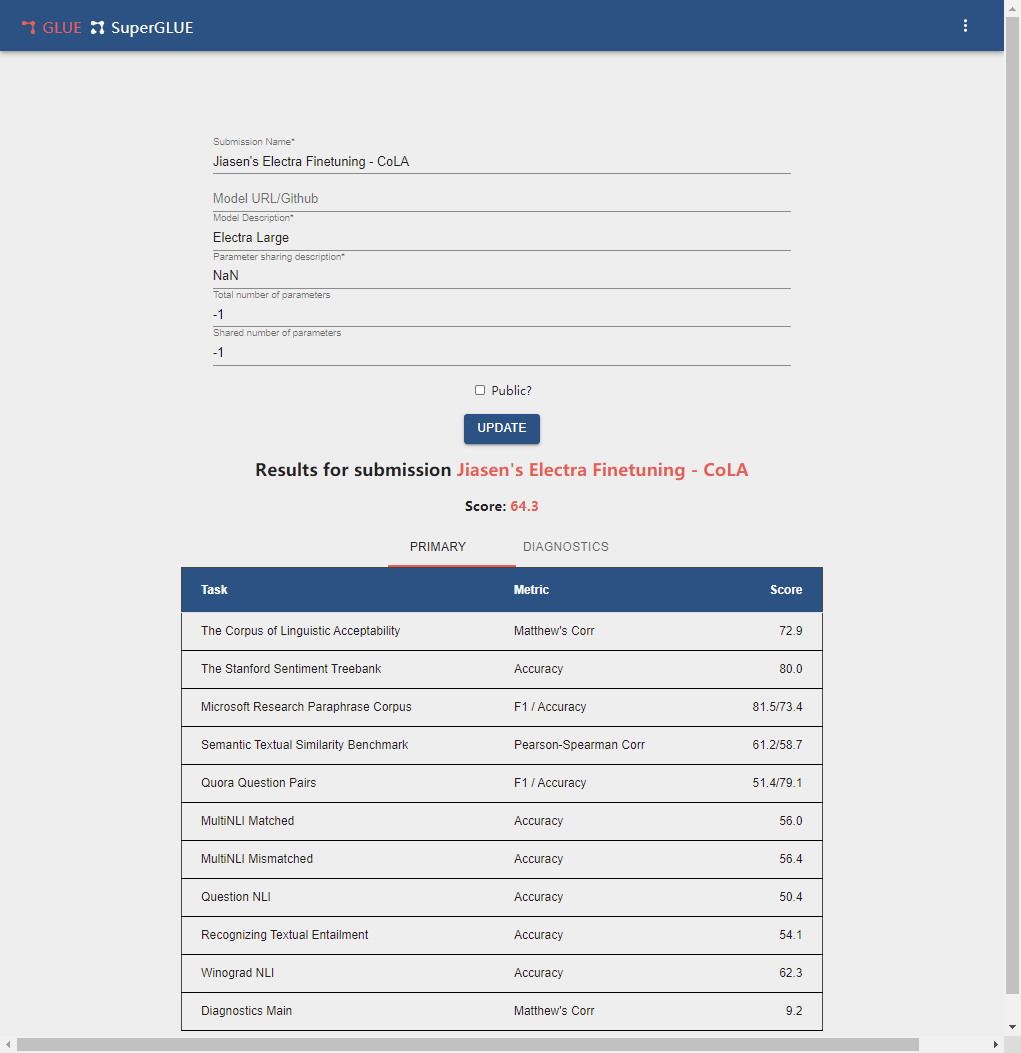 GLUE SuperGLUE
Submission Name*
Jiasen's Electra Finetuning - CoLA
Model URL/Github
Model Description*
Electra Large
Parameter sharing description*
NaN
Total number of parameters
-1
Shared number of parameters
-1
Public?
UPDATE
Results for submission Jiasen's Electra Finetuning - CoLA
Score: 64.3
PRIMARY DIAGNOSTICS
Task Metric Score
The Corpus of Linguistic Acceptability Matthew's Corr 72.9
The Stanford Sentiment Treebank Accuracy 80.0
Microsoft Research Paraphrase Corpus F1 / Accuracy 81.5/73.4
Semantic Textual Similarity Benchmark Pearson-Spearman Corr 61.2/58.7
Quora Question Pairs F1 / Accuracy 51.4/79.1
MultiNLI Matched Accuracy 56.0
MultiNLI Mismatched Accuracy 56.4
Question NLI Accuracy 50.4
Recognizing Textual Entailment Accuracy 54.1
Winograd NLI Accuracy 62.3
Diagnostics Main Matthew's Corr 9.2